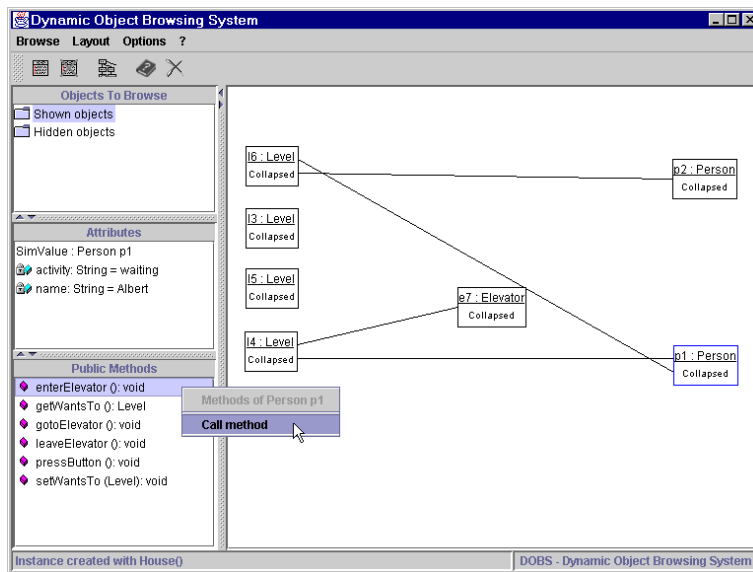 Dynamic Object Browsing System
Browse Layout Options ?
Objects To Browse
Shown objects
Hidden objects
Attributes
SimValue : Person p1
activity: String = waiting
name: String = Albert
Public Methods
enterElevator (): void
getWantsTo (): Level
gotoElevator (): void
leaveElevator (): void
pressButton (): void
setWantsTo (Level): void
Methods of Person p1
Call method
l6 : Level
Collapsed
p2 : Person
Collapsed
l3 : Level
Collapsed
l5 : Level
Collapsed
e7 : Elevator
Collapsed
l4 : Level
Collapsed
p1 : Person
Collapsed
Instance created with House()
DOBS - Dynamic Object Browsing System